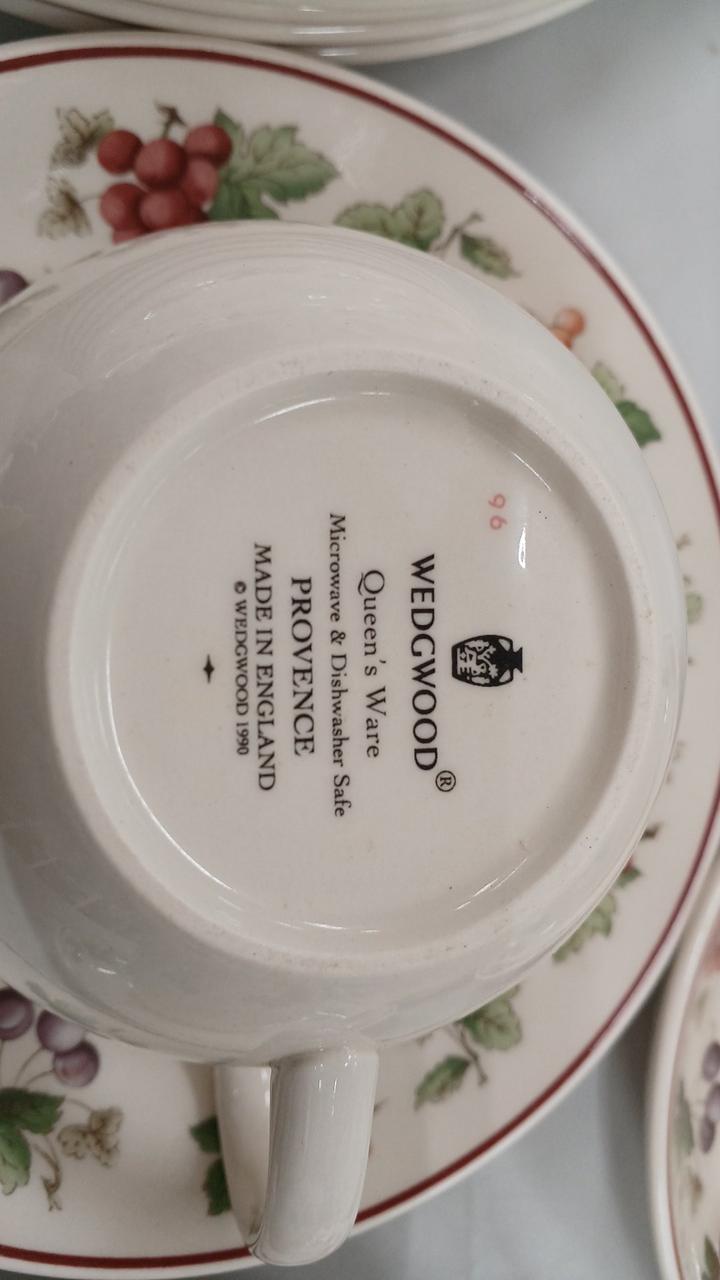 96
WEDGWOOD®
Queen's Ware
Microwave & Dishwasher Safe
PROVENCE
MADE IN ENGLAND
© WEDGWOOD 1990